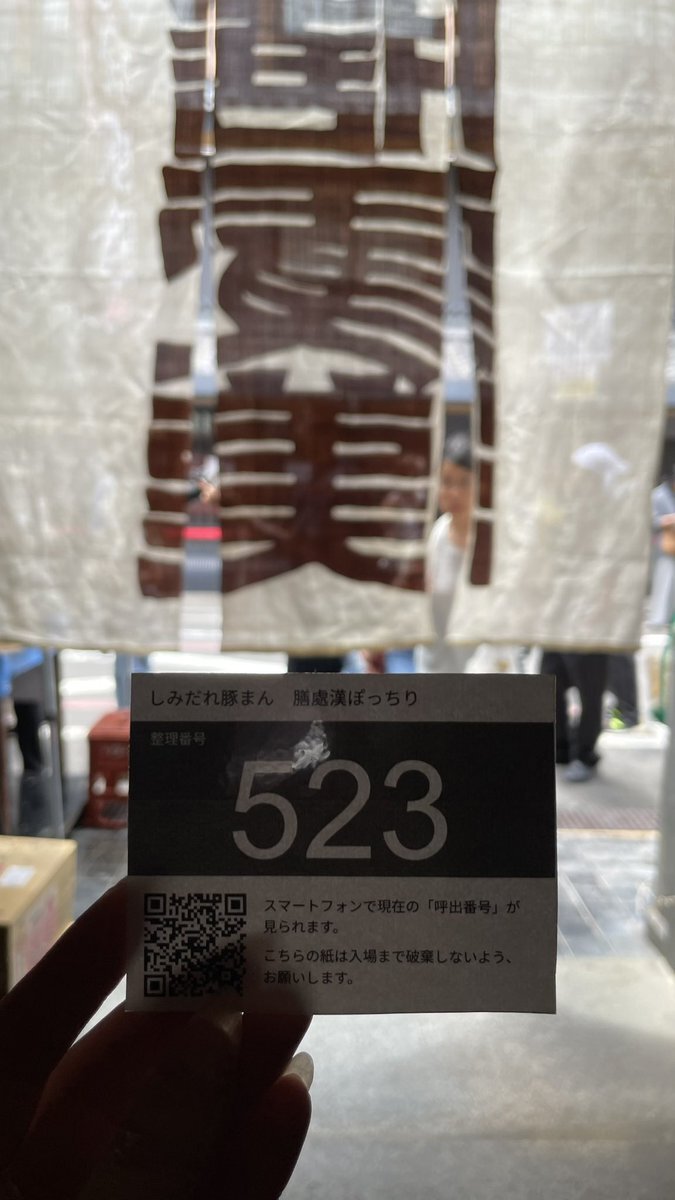 しみだれ豚まん　膳處漢ぽっちり
整理番号
523
スマートフォンで現在の「呼出番号」が
見られます。
こちらの紙は入場まで破棄しないよう、
お願いします。